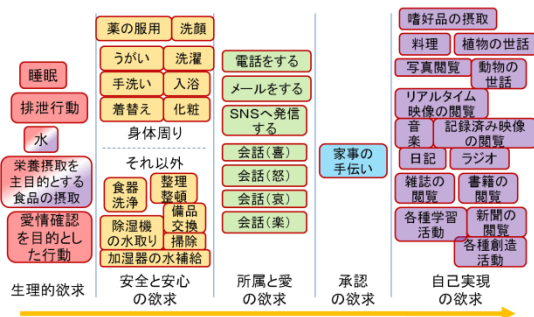 睡眠
排泄行動
水
栄養摂取を
主目的とする
食品の摂取
愛情確認
を目的とし
た行動
生理的欲求
薬の服用
洗顔
うがい
洗濯
手洗い
入浴
着替え
化粧
身体周り
それ以外
食器
洗浄
整理
整頓
備品
交換
除湿機
の水取り
掃除
加湿器の水補給
安全と安心
の欲求
電話をする
メールをする
SNSへ発信
する
会話（喜）
会話（怒）
会話（哀）
会話（楽）
所属と愛
の欲求
家事の
手伝い
承認
の欲求
嗜好品の摂取
料理
植物の世話
写真閲覧
動物の
世話
リアルタイム
映像の閲覧
音
楽
記録済み映像
の閲覧
日記
ラジオ
雑誌の
閲覧
書籍の
閲覧
各種学習
活動
新聞の
閲覧
各種創造
活動
自己実現
の欲求